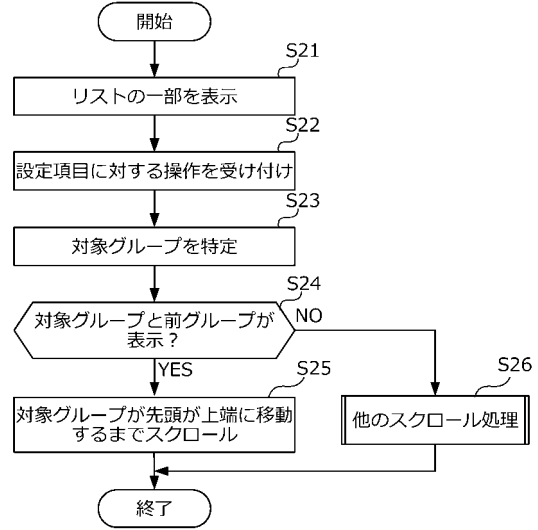 開始
S21
リストの一部を表示
S22
設定項目に対する操作を受け付け
S23
対象グループを特定
S24
対象グループと前グループが
表示？
NO
YES
S25
対象グループが先頭が上端に移動
するまでスクロール
S26
他のスクロール処理
終了